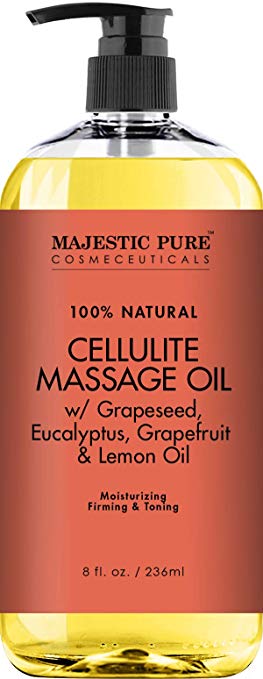 MAJESTIC PURE™
COSMECEUTICALS
100% NATURAL
CELLULITE
MASSAGE OIL
w/ Grapeseed,
Eucalyptus, Grapefruit
& Lemon Oil
Moisturizing
Firming & Toning
8 fl. oz. / 236ml